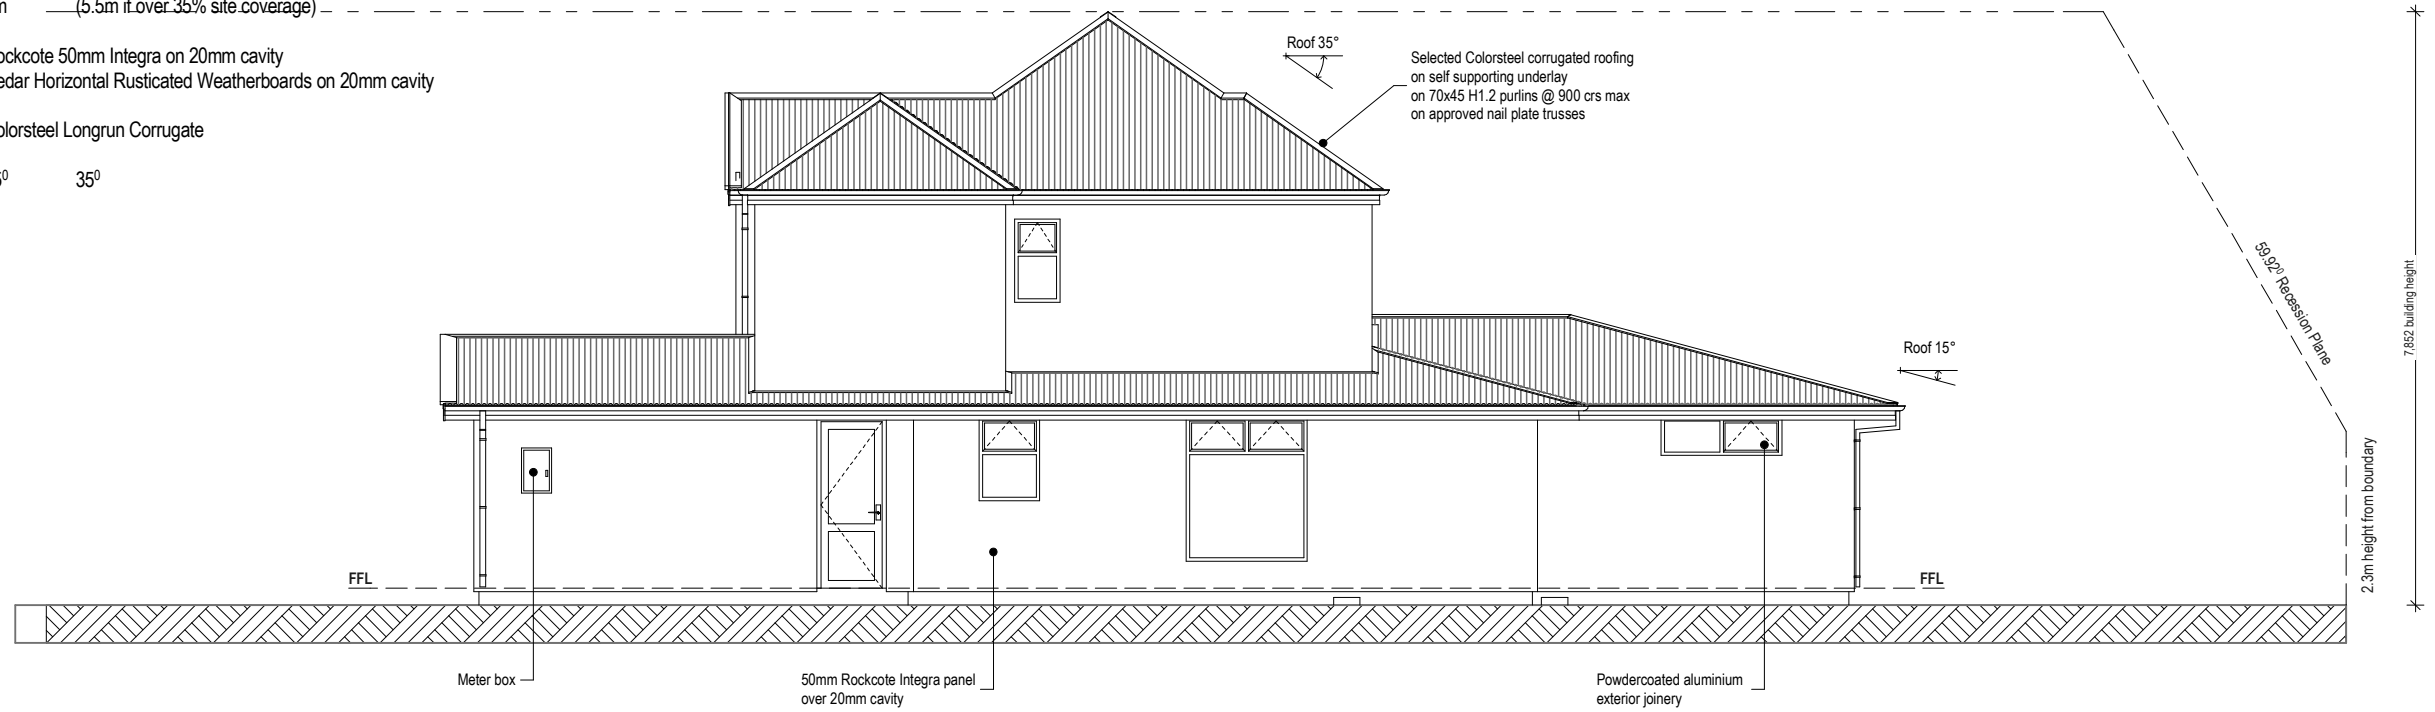 (5.5m if over 35% site coverage)
ockcote 50mm Integra on 20mm cavity
edar Horizontal Rusticated Weatherboards on 20mm cavity
olorsteel Longrun Corrugate
35⁰
Roof 35°
Selected Colorsteel corrugated roofing
on self supporting underlay
on 70x45 H1.2 purlins @ 900 crs max
on approved nail plate trusses
59.92⁰ Recession Plane
7,852 building height
Roof 15°
2.3m height from boundary
FFL
FFL
Meter box
50mm Rockcote Integra panel
over 20mm cavity
Powdercoated aluminium
exterior joinery